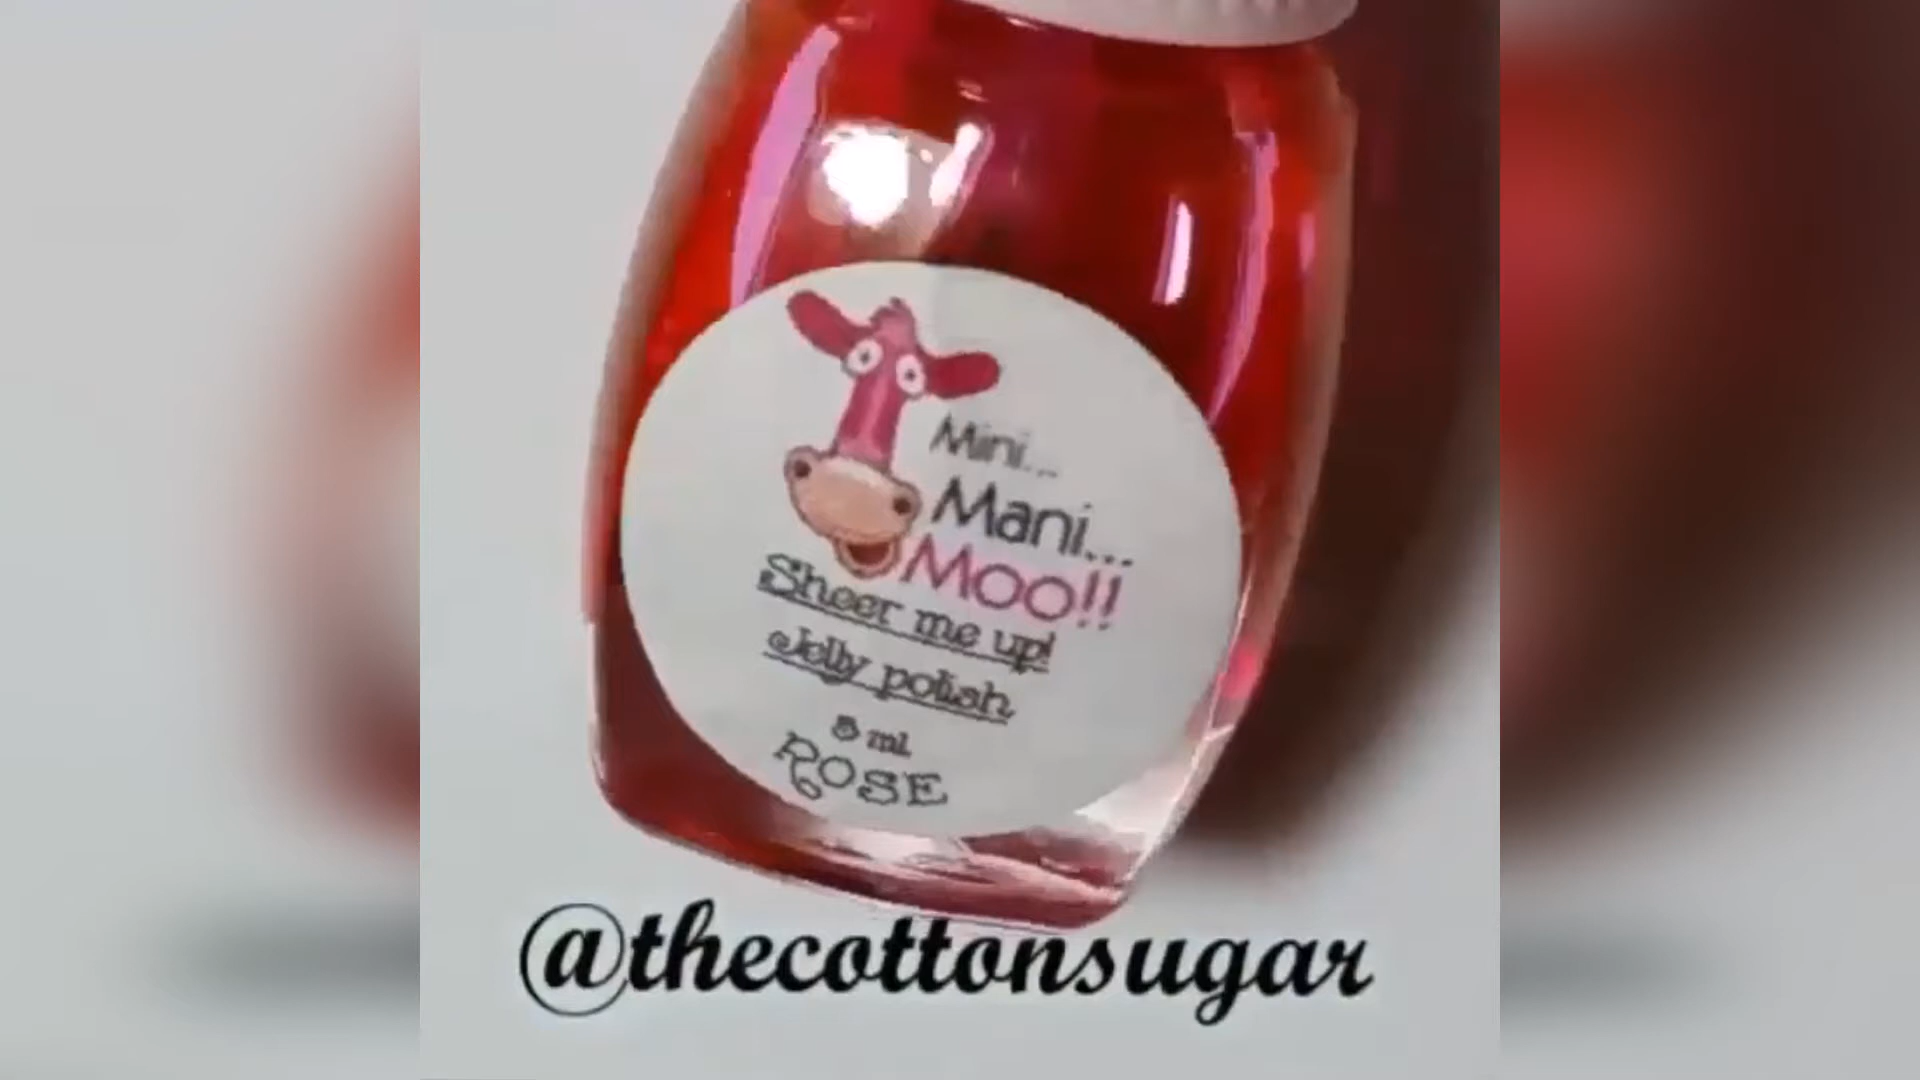 Mini...
Mani...
Moo!!
Sheer me up!
Jelly polish
5 ml
ROSE
@thecottonsugar